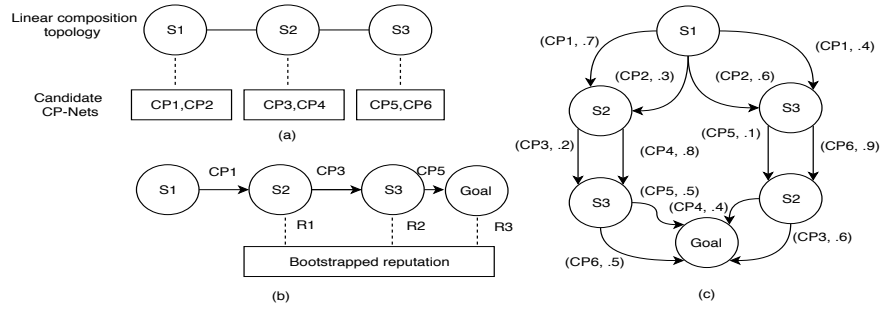 Linear composition
topology
S1
S2
S3
Candidate
CP-Nets
CP1,CP2
CP3,CP4
CP5,CP6
(a)
S1
CP1
S2
CP3
S3
CP5
Goal
R1
R2
R3
Bootstrapped reputation
(b)
S1
(CP1, .7)
(CP1, .4)
(CP2, .3)
(CP2, .6)
S2
S3
(CP3, .2)
(CP4, .8)
(CP5, .1)
(CP6, .9)
S3
S2
(CP5, .5)
(CP4, .4)
Goal
(CP6, .5)
(CP3, .6)
(c)